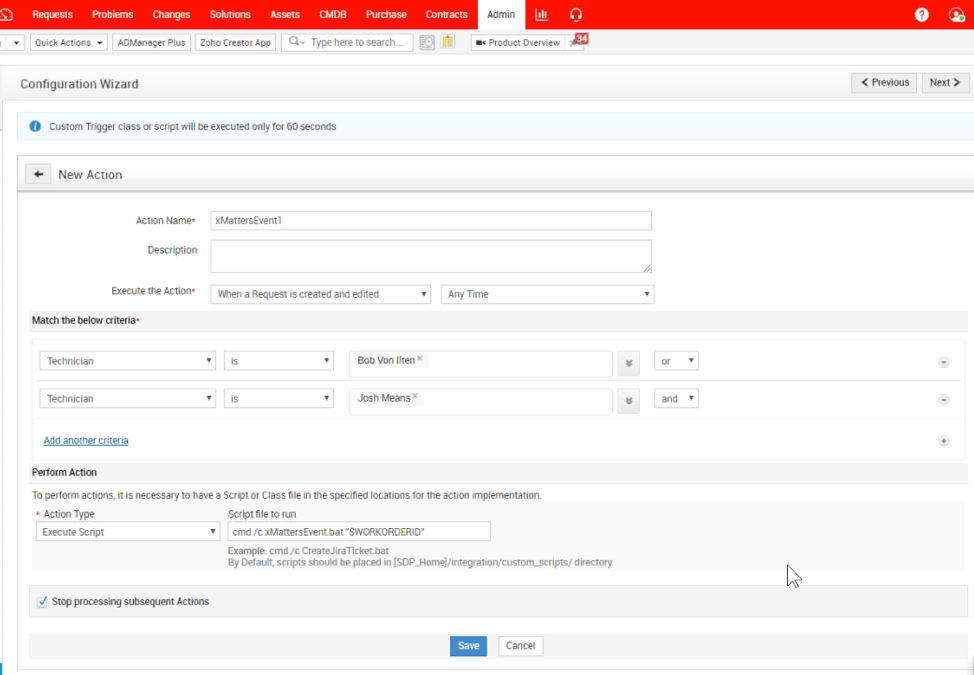 Requests Problems Changes Solutions Assets CMDB Purchase Contracts Admin
Quick Actions ADManager Plus Zoho Creator App Type here to search... Product Overview 34
Configuration Wizard Previous Next
Custom Trigger class or script will be executed only for 60 seconds
New Action
Action Name* xMattersEvent1
Description
Execute the Action* When a Request is created and edited Any Time
Match the below criteria*
Technician is Bob Von Ilten or
Technician is Josh Means and
Add another criteria
Perform Action
To perform actions, it is necessary to have a Script or Class file in the specified locations for the action implementation.
* Action Type Script file to run
Execute Script cmd /c xMattersEvent.bat "$WORKORDERID"
Example: cmd /c CreateJiraTicket.bat
By Default, scripts should be placed in [SDP_Home]/integration/custom_scripts/ directory
Stop processing subsequent Actions
Save Cancel